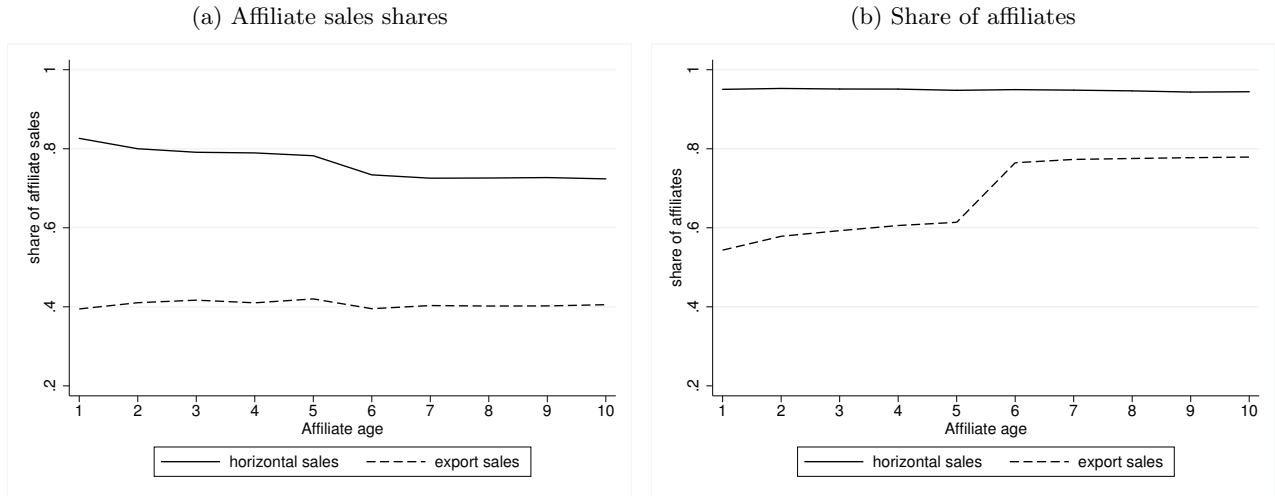 (a) Affiliate sales shares
share of affiliate sales
1
.8
.6
.4
.2
1 2 3 4 5 6 7 8 9 10
Affiliate age
horizontal sales export sales
(b) Share of affiliates
share of affiliates
1
.8
.6
.4
.2
1 2 3 4 5 6 7 8 9 10
Affiliate age
horizontal sales export sales